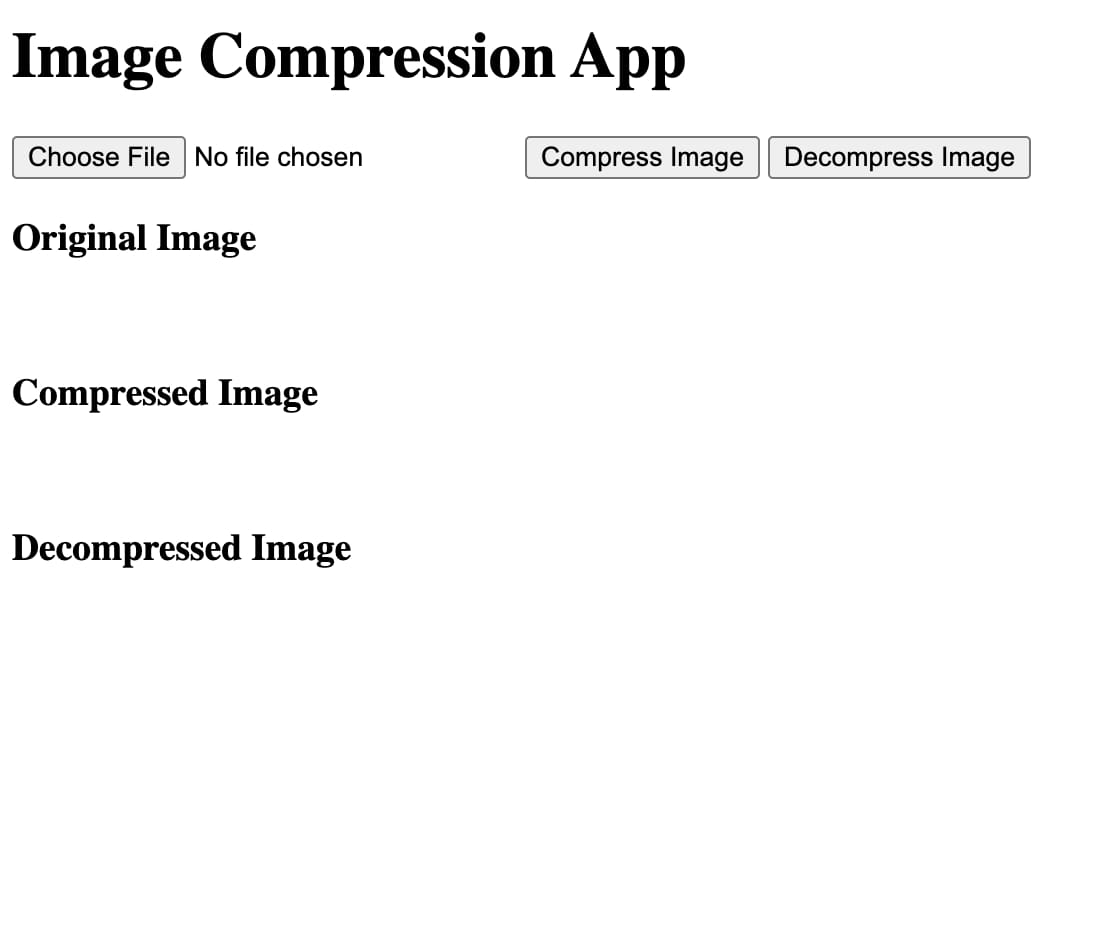 Image Compression App
Choose File No file chosen Compress Image Decompress Image
Original Image
Compressed Image
Decompressed Image